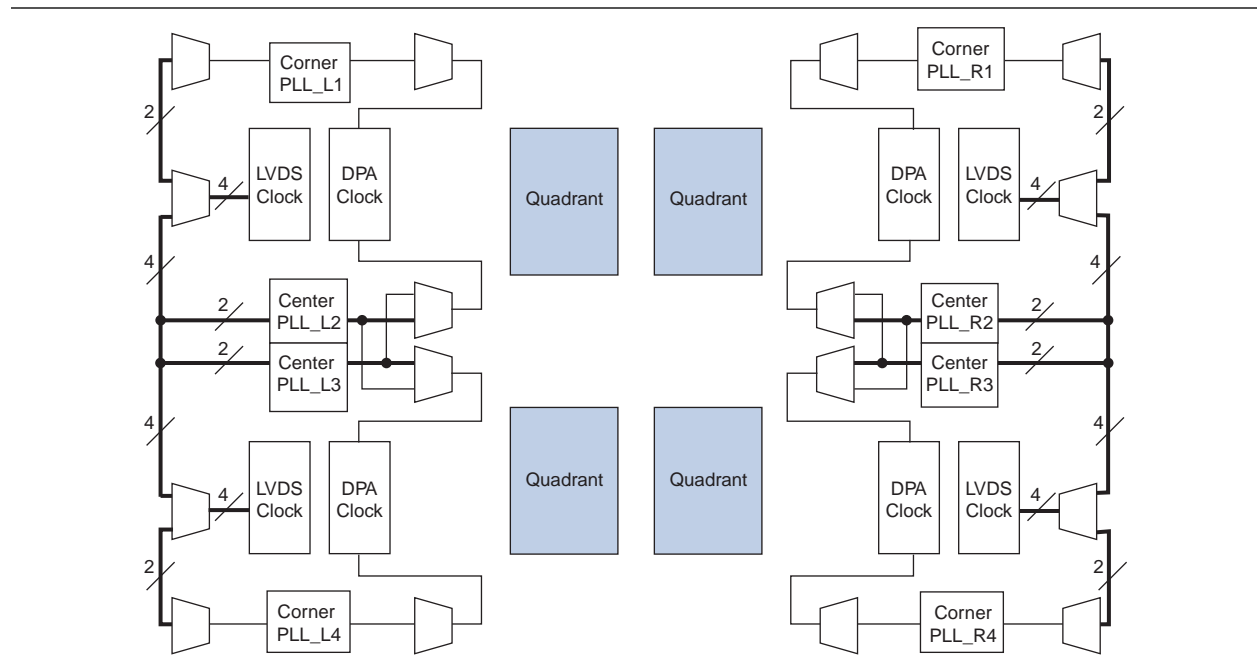 Corner
PLL_L1
Corner
PLL_R1
2
2
LVDS
Clock
DPA
Clock
Quadrant
Quadrant
DPA
Clock
LVDS
Clock
4
4
4
4
Center
PLL_L2
2
Center
PLL_R2
2
Center
PLL_L3
2
Center
PLL_R3
2
4
4
LVDS
Clock
DPA
Clock
Quadrant
Quadrant
DPA
Clock
LVDS
Clock
4
4
2
2
Corner
PLL_L4
Corner
PLL_R4